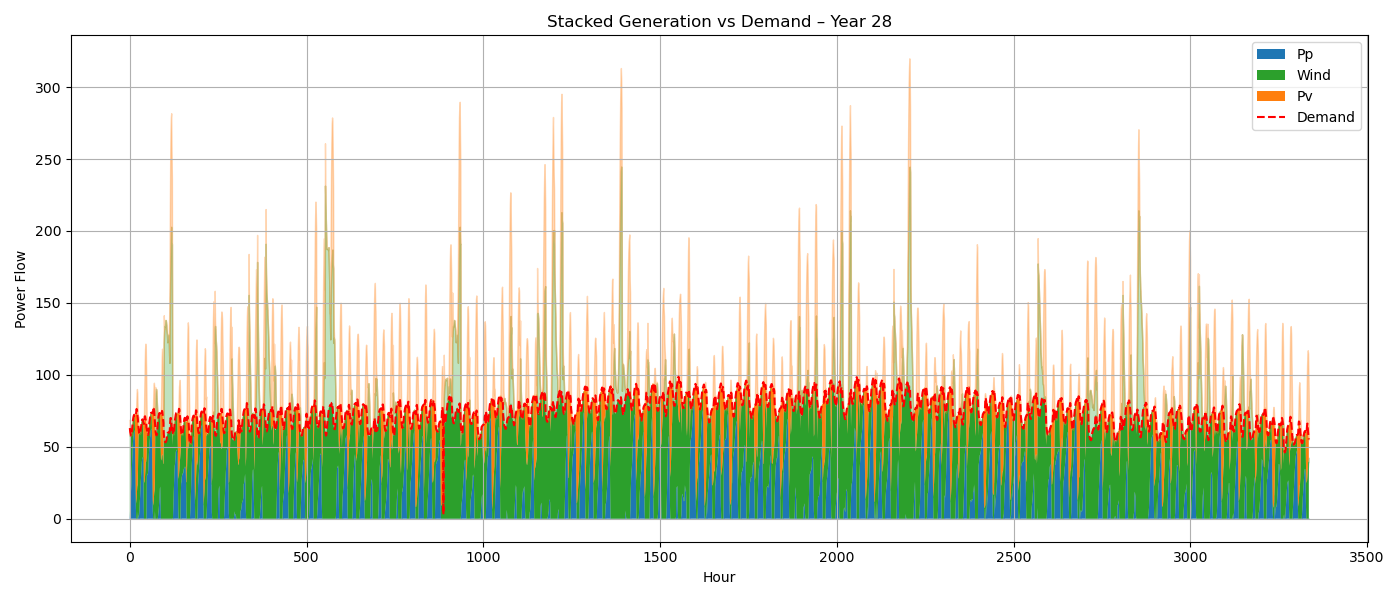 Stacked Generation vs Demand – Year 28
Power Flow
300
250
200
150
100
50
0
0 500 1000 1500 2000 2500 3000 3500
Hour
Pp
Wind
Pv
Demand